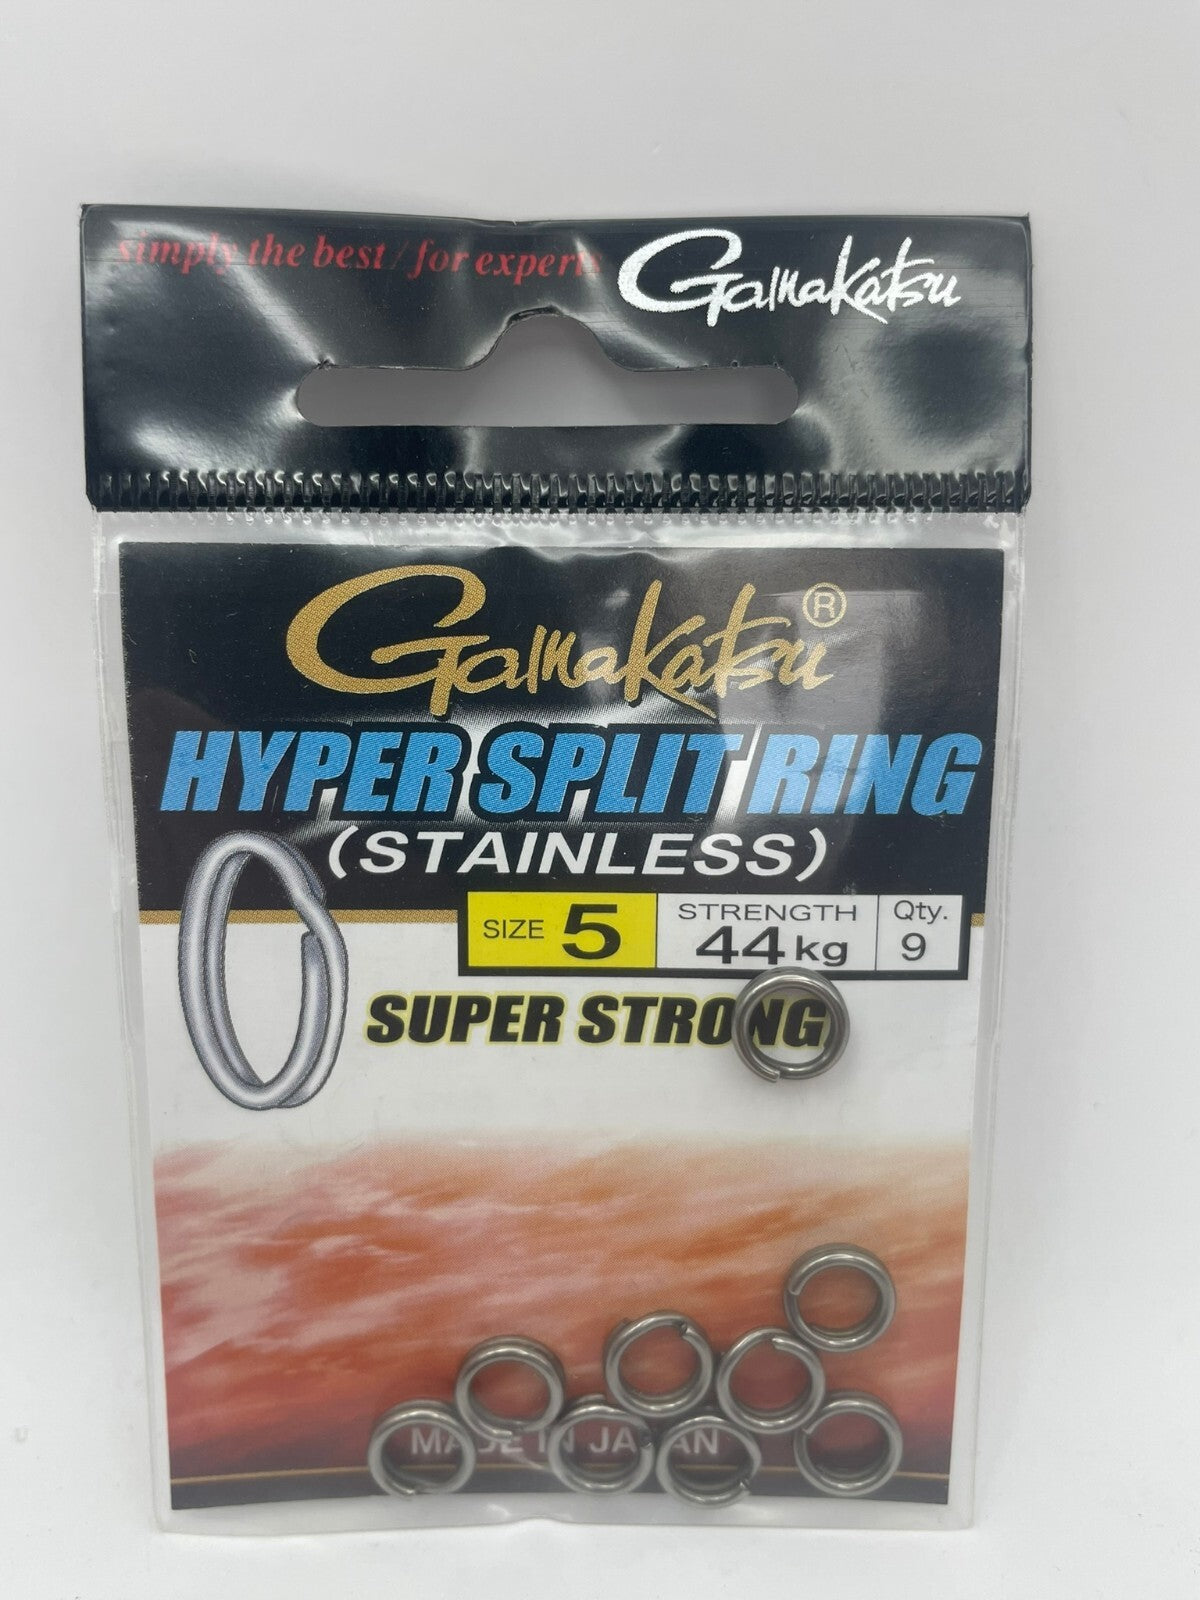 simply the best / for experts
Gamakatsu
Gamakatsu®
HYPER SPLIT RING
(STAINLESS)
SIZE 5
STRENGTH
44kg
Qty.
9
SUPER STRONG
MADE IN JAPAN